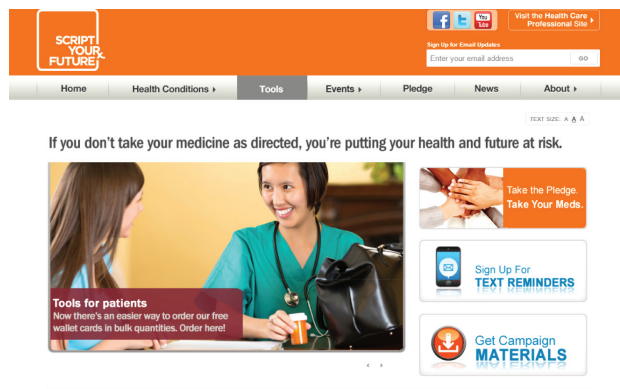 SCRIPT
YOUR
FUTURE
f
You
Tube
Visit the Health Care
Professional Site
Sign Up for Email Updates
Enter your email address
GO
Home
Health Conditions
Tools
Events
Pledge
News
About
TEXT SIZE: A A A
If you don't take your medicine as directed, you're putting your health and future at risk.
Take the Pledge.
Take Your Meds.
Sign Up For
TEXT REMINDERS
Tools for patients
Now there's an easier way to order our free
wallet cards in bulk quantities. Order here!
Get Campaign
MATERIALS